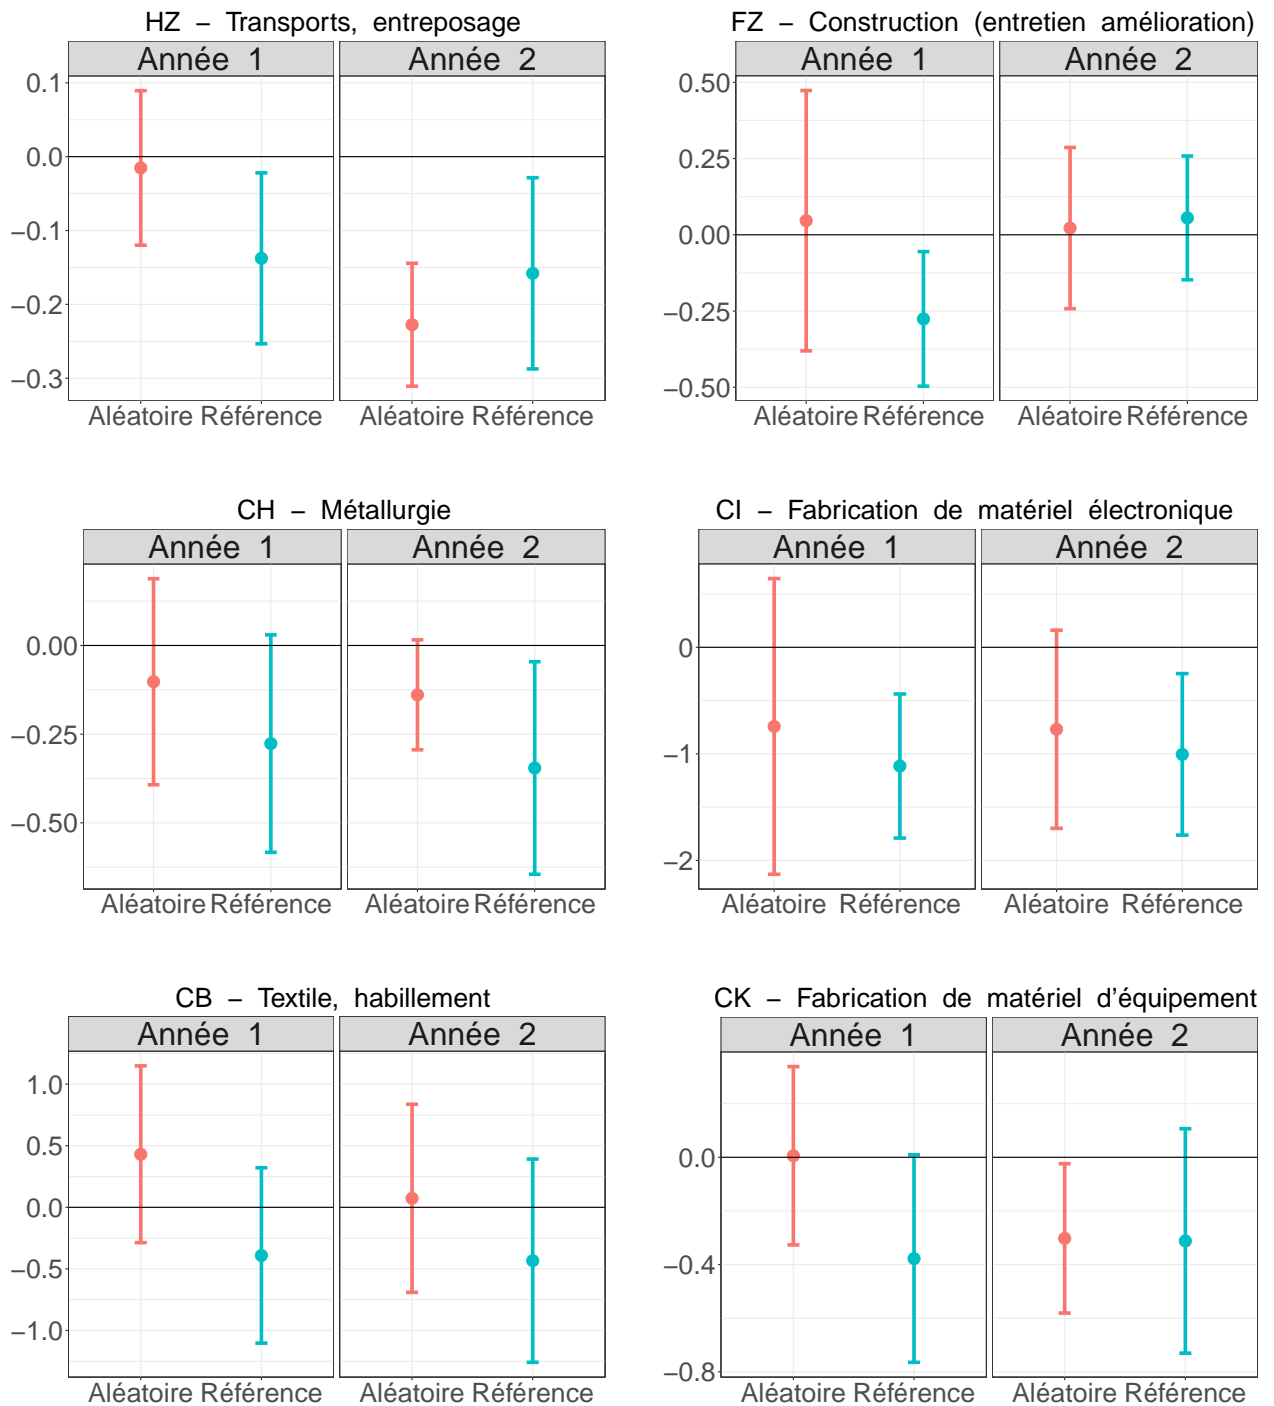 HZ – Transports, entreposage
Année 1 Année 2
0.1
0.0
−0.1
−0.2
−0.3
Aléatoire Référence Aléatoire Référence
FZ – Construction (entretien amélioration)
Année 1 Année 2
0.50
0.25
0.00
−0.25
−0.50
Aléatoire Référence Aléatoire Référence
CH – Métallurgie
Année 1 Année 2
0.00
−0.25
−0.50
Aléatoire Référence Aléatoire Référence
CI – Fabrication de matériel électronique
Année 1 Année 2
0
−1
−2
Aléatoire Référence Aléatoire Référence
CB – Textile, habillement
Année 1 Année 2
1.0
0.5
0.0
−0.5
−1.0
Aléatoire Référence Aléatoire Référence
CK – Fabrication de matériel d'équipement
Année 1 Année 2
0.0
−0.4
−0.8
Aléatoire Référence Aléatoire Référence